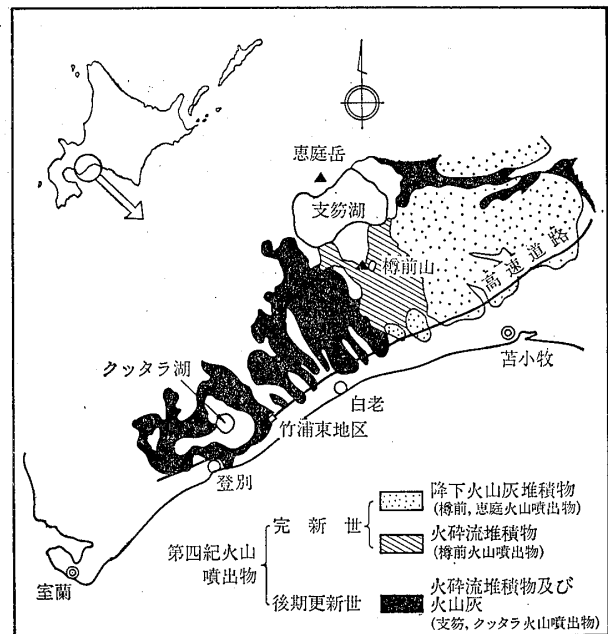 恵庭岳
支笏湖
樽前山
高速道路
苫小牧
クッタラ湖
白老
竹浦東地区
登別
室蘭
第四紀火山
噴出物
完新世
降下火山灰堆積物
(樽前, 恵庭火山噴出物)
火砕流堆積物
(樽前火山噴出物)
後期更新世
火砕流堆積物及び
火山灰
(支笏, クッタラ火山噴出物)